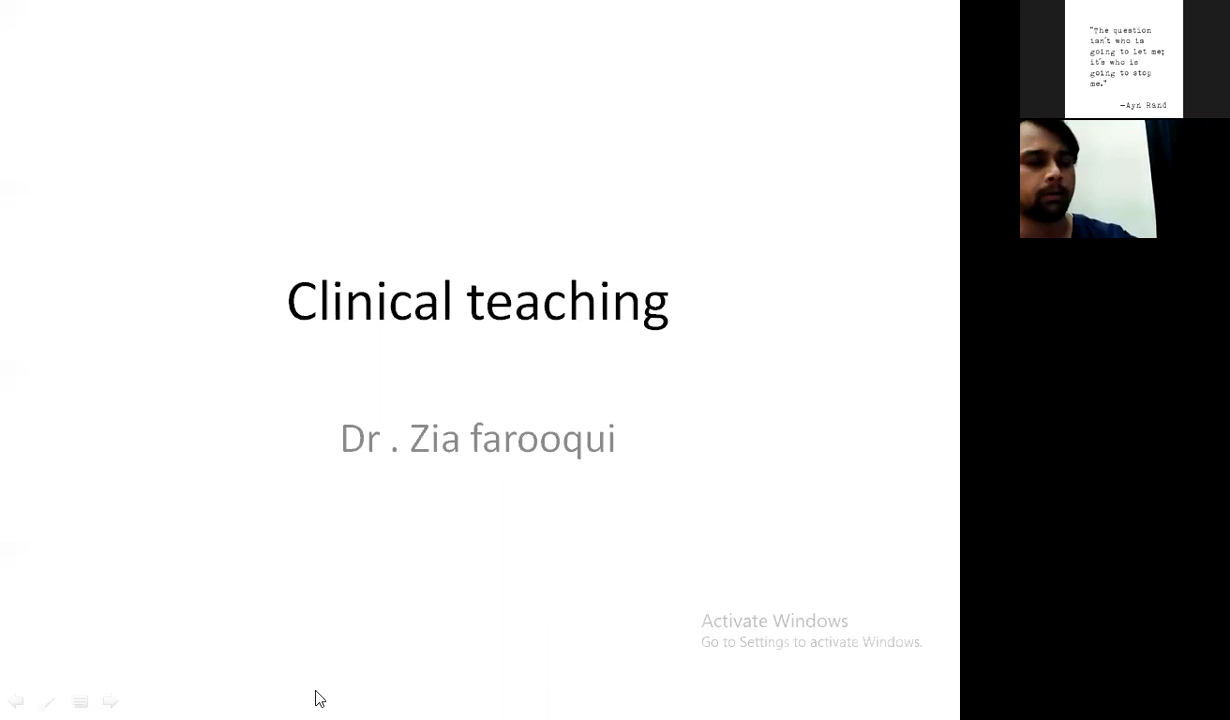 Clinical teaching
Dr . Zia farooqui
Activate Windows
Go to Settings to activate Windows.
"The question
isn't who is
going to let me;
it's who is
going to stop
me."
—Ayn Rand